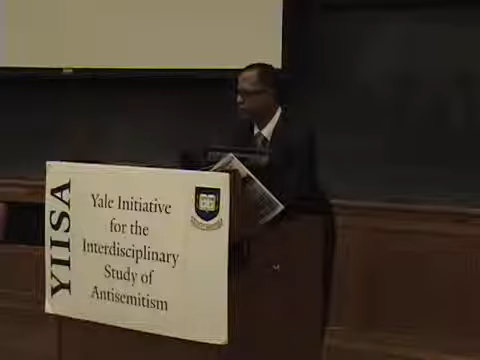 YIISA
Yale Initiative
for the
Interdisciplinary
Study of
Antisemitism